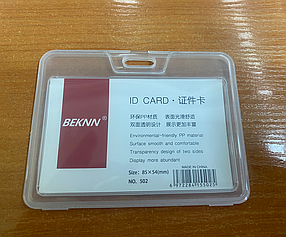 ID CARD · 证件卡
BEKNN®
环保PP材质 表面光滑舒适
双面透明设计 展示更加丰富
Environmental-friendly PP material
Surface smooth and comfortable
Transparency design of two sides
Display more abundant
MADE IN CHINA
Size: 85×54(mm)
NO. 502